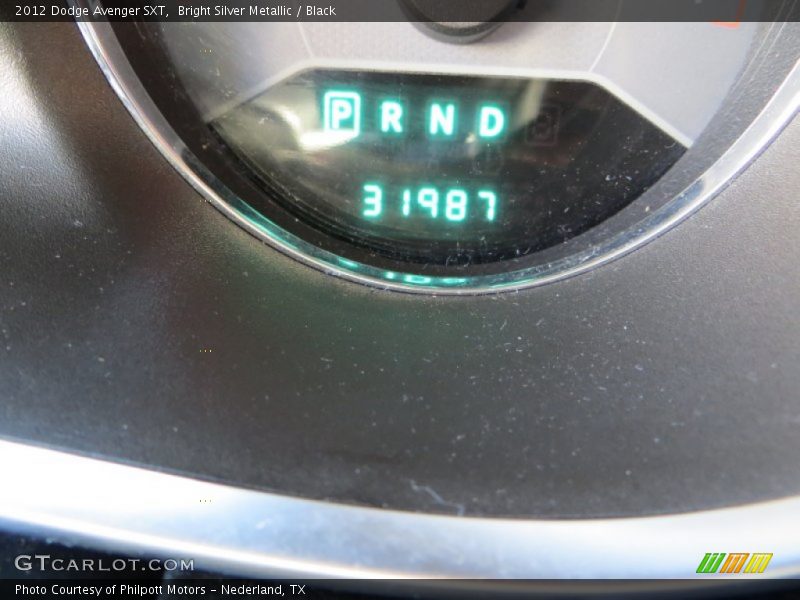 2012 Dodge Avenger SXT,  Bright Silver Metallic / Black
P R N D
31987
GTCARLOT.COM
Photo Courtesy of Philpott Motors – Nederland, TX